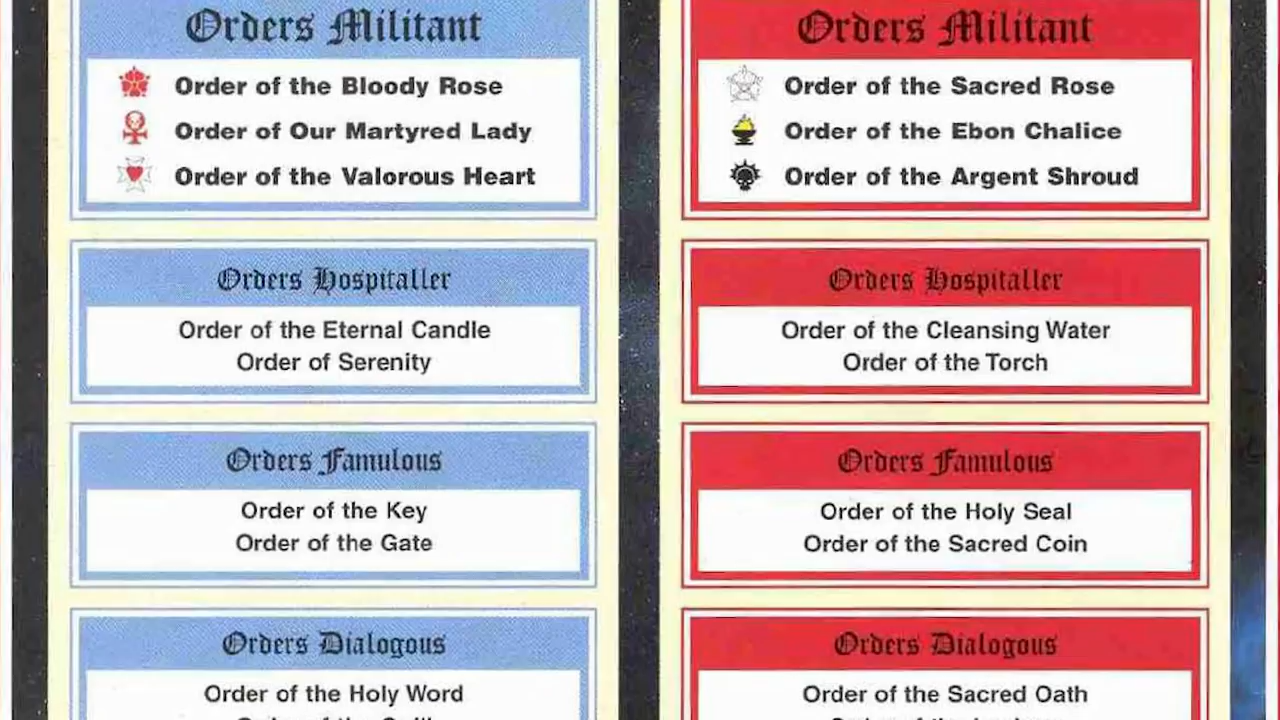 Orders Militant
Order of the Bloody Rose
Order of Our Martyred Lady
Order of the Valorous Heart
Orders Hospitaller
Order of the Eternal Candle
Order of Serenity
Orders Famulous
Order of the Key
Order of the Gate
Orders Dialogous
Order of the Holy Word
Orders Militant
Order of the Sacred Rose
Order of the Ebon Chalice
Order of the Argent Shroud
Orders Hospitaller
Order of the Cleansing Water
Order of the Torch
Orders Famulous
Order of the Holy Seal
Order of the Sacred Coin
Orders Dialogous
Order of the Sacred Oath